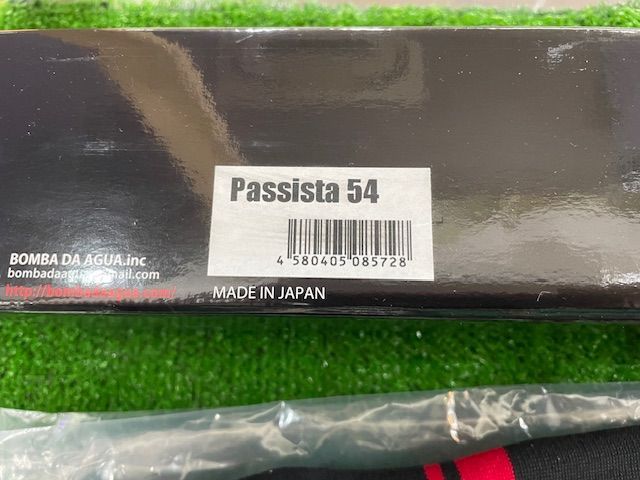 Passista 54
4 580405 085728
BOMBA DA AGUA.inc
MADE IN JAPAN